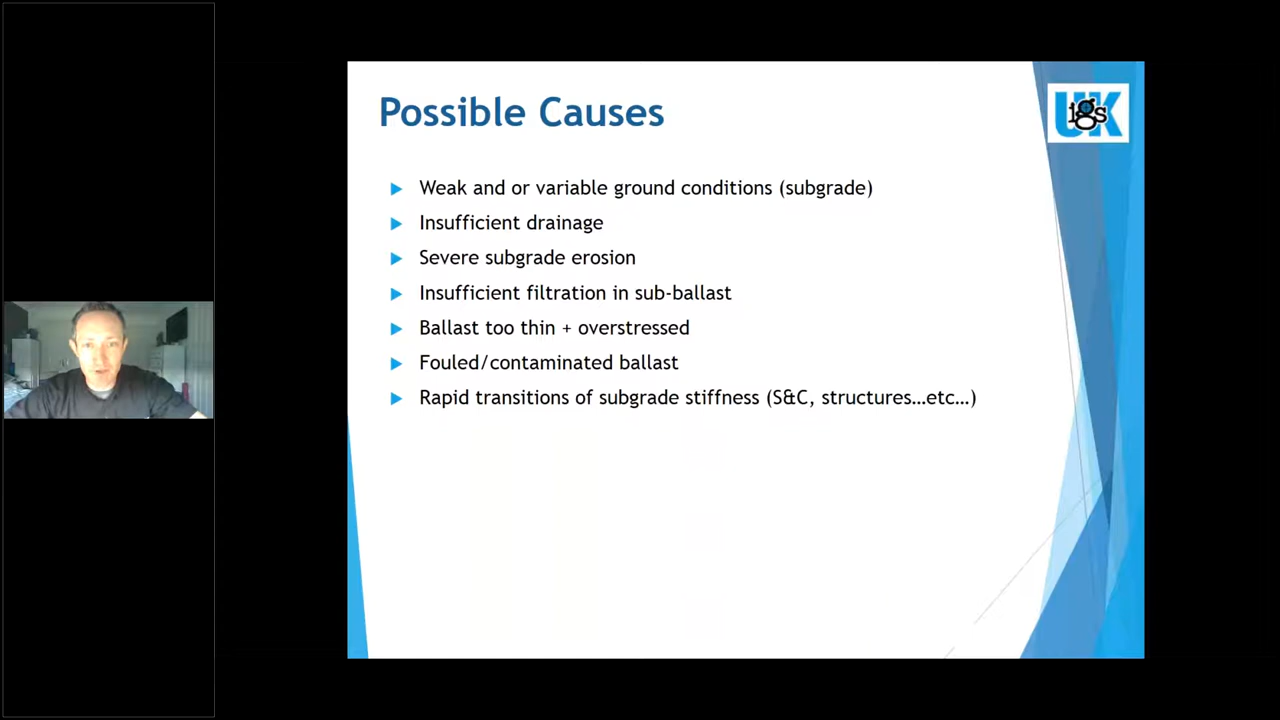 Possible Causes
UK
igs
Weak and or variable ground conditions (subgrade)
Insufficient drainage
Severe subgrade erosion
Insufficient filtration in sub-ballast
Ballast too thin + overstressed
Fouled/contaminated ballast
Rapid transitions of subgrade stiffness (S&C, structures…etc…)